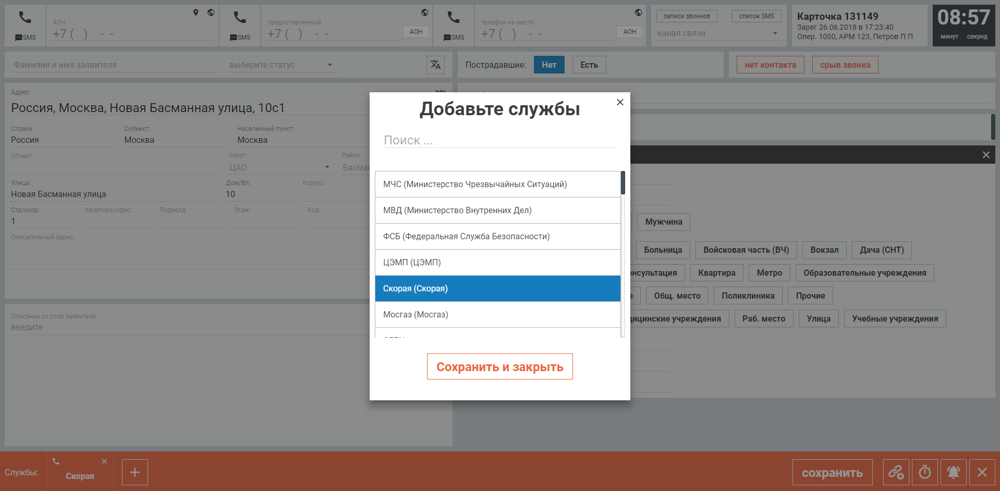 SMS
АОН
+7 (   )   - -
SMS
предоставленный
+7 (   )   - -
АОН
SMS
телефон на место
+7 (   )   - -
АОН
записи звонков
список SMS
канал связи
Карточка 131149
Зарег 26.06.2018 в 17:23:40
Опер. 1000, АРМ 123, Петров П П
08:57
минут
секунд
Фамилия и имя заявителя
выберите статус
Пострадавшие:
Нет
Есть
нет контакта
срыв звонка
Адрес:
Россия, Москва, Новая Басманная улица, 10с1
Страна:
Россия
Субъект:
Москва
Населенный пункт:
Москва
Объект:
Округ:
ЦАО
Район:
Улица:
Новая Басманная улица
Дом/Вл:
10
Корпус:
Стр/соор:
1
Квартира/офис:
Подъезд:
Этаж:
Код:
Описательный адрес:
Описание со слов заявителя
введите
Добавьте службы
Поиск ...
МЧС (Министерство Чрезвычайных Ситуаций)
МВД (Министерство Внутренних Дел)
ФСБ (Федеральная Служба Безопасности)
ЦЭМП (ЦЭМП)
Скорая (Скорая)
Мосгаз (Мосгаз)
Сохранить и закрыть
Мужчина
Больница
Войсковая часть (ВЧ)
Вокзал
Дача (СНТ)
нсультация
Квартира
Метро
Образовательные учреждения
е
Общ. место
Поликлиника
Прочие
дицинские учреждения
Раб. место
Улица
Учебные учреждения
Службы:
Скорая
сохранить